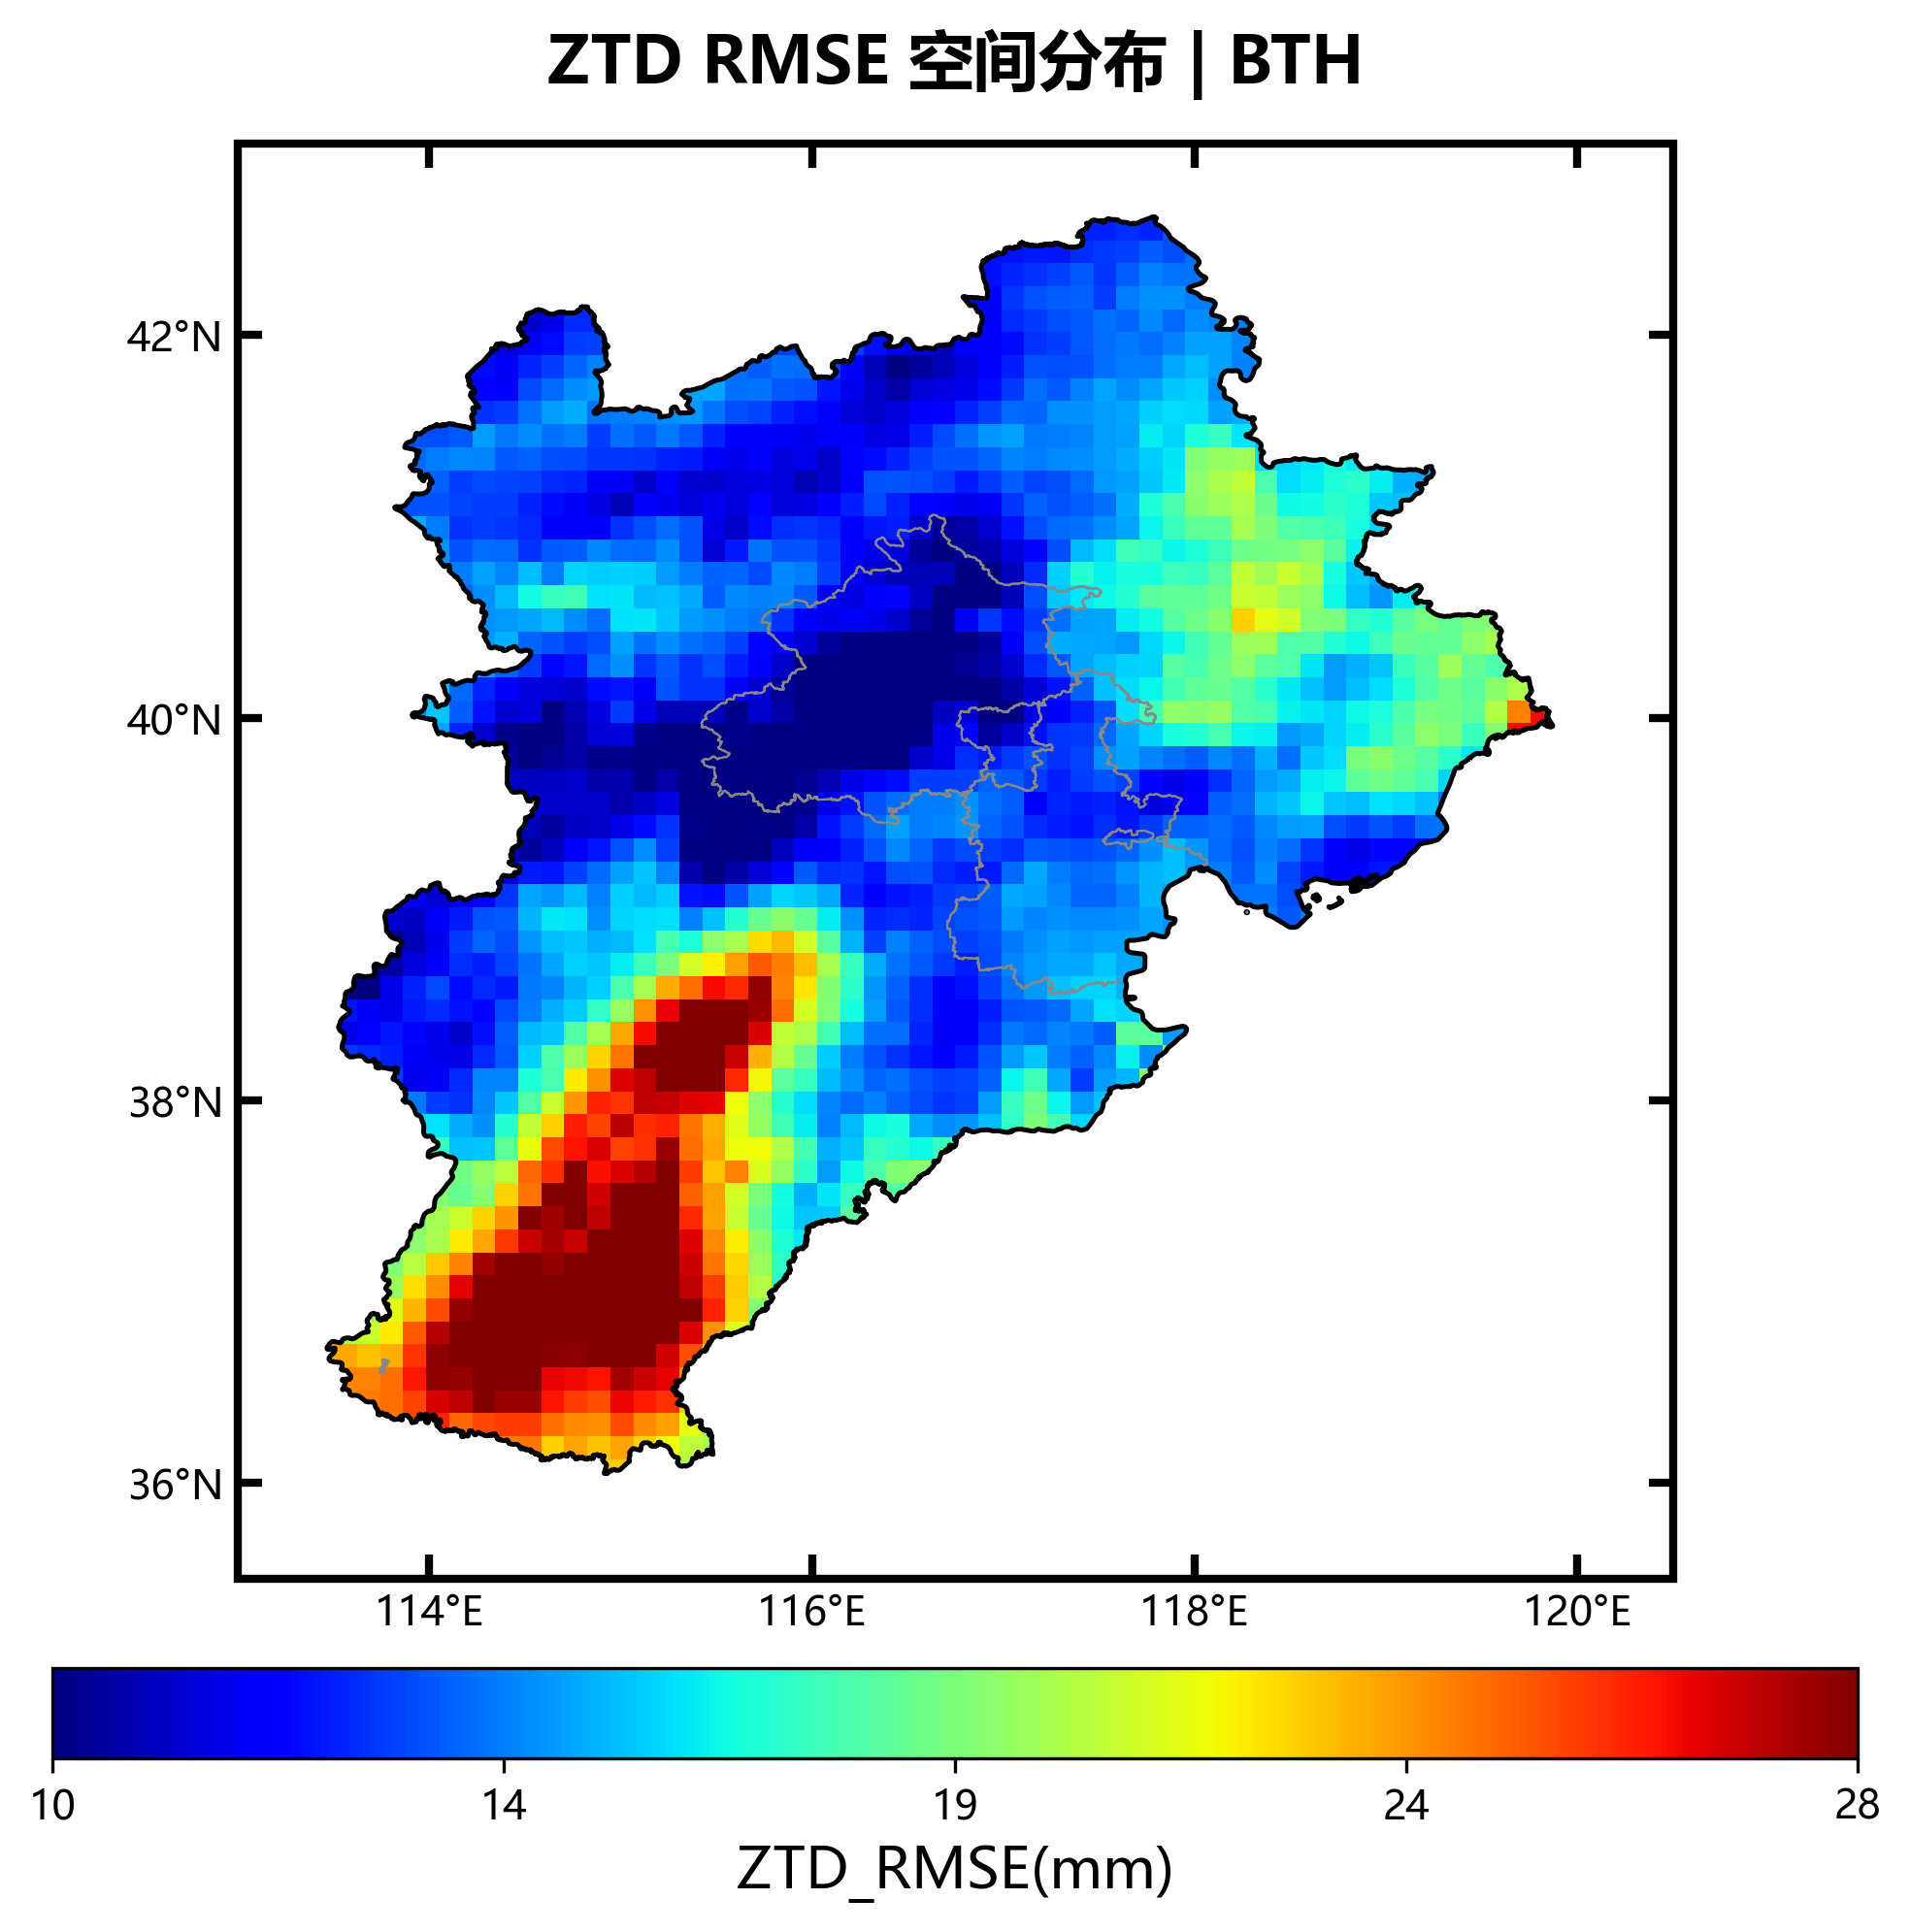 ZTD RMSE 空间分布 | BTH
42°N
40°N
38°N
36°N
114°E 116°E 118°E 120°E
10 14 19 24 28
ZTD_RMSE(mm)